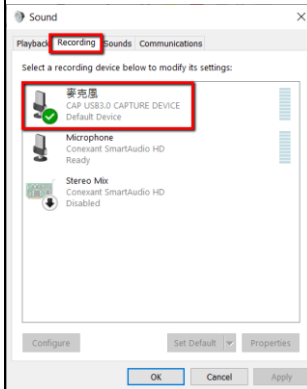 Sound
Playback Recording Sounds Communications
Select a recording device below to modify its settings:
麥克風
CAP USB3.0 CAPTURE DEVICE
Default Device
Microphone
Conexant SmartAudio HD
Ready
Stereo Mix
Conexant SmartAudio HD
Disabled
Configure Set Default Properties
OK Cancel Apply